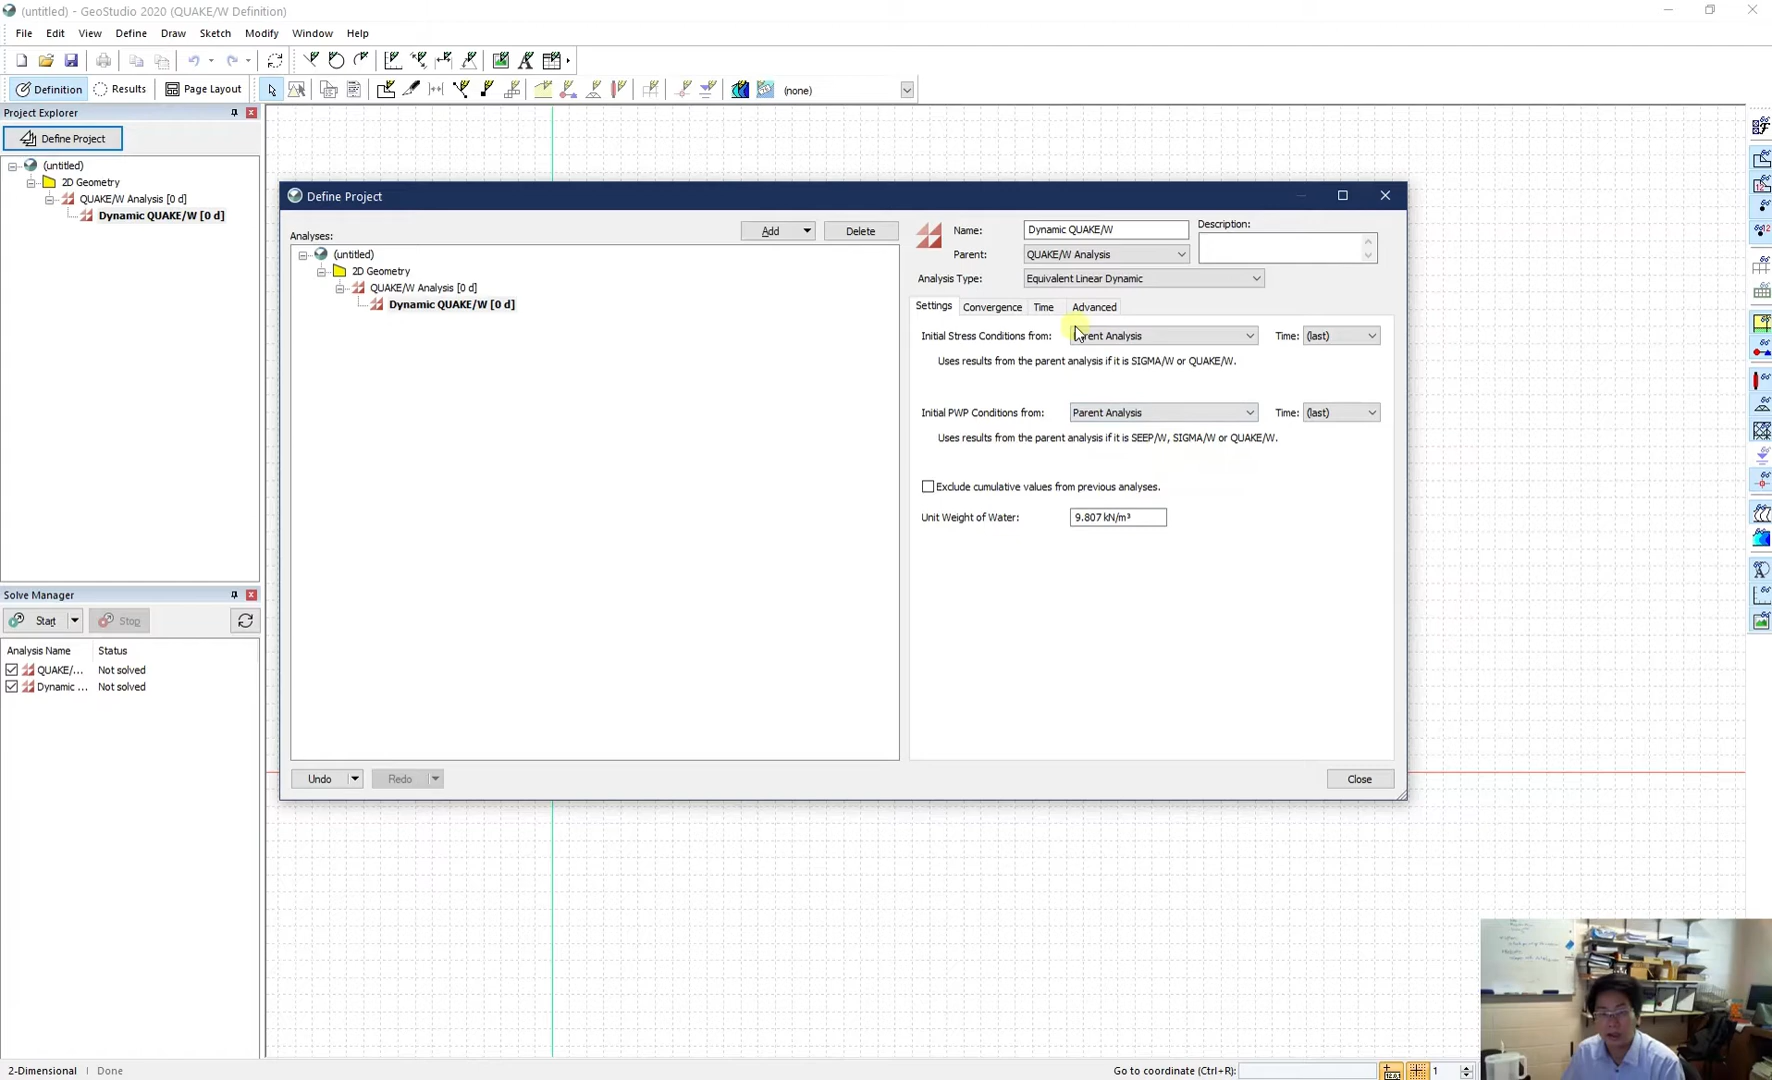 (untitled) - GeoStudio 2020 (QUAKE/W Definition)
File Edit View Define Draw Sketch Modify Window Help
Definition Results Page Layout (none)
Project Explorer
Define Project
(untitled)
2D Geometry
QUAKE/W Analysis [0 d]
Dynamic QUAKE/W [0 d]
Solve Manager
Start Stop
Analysis Name Status
QUAKE/... Not solved
Dynamic ... Not solved
Define Project
Analyses: Add Delete
(untitled)
2D Geometry
QUAKE/W Analysis [0 d]
Dynamic QUAKE/W [0 d]
Undo Redo
Name: Dynamic QUAKE/W Description:
Parent: QUAKE/W Analysis
Analysis Type: Equivalent Linear Dynamic
Settings Convergence Time Advanced
Initial Stress Conditions from: Parent Analysis Time: (last)
Uses results from the parent analysis if it is SIGMA/W or QUAKE/W.
Initial PWP Conditions from: Parent Analysis Time: (last)
Uses results from the parent analysis if it is SEEP/W, SIGMA/W or QUAKE/W.
Exclude cumulative values from previous analyses.
Unit Weight of Water: 9.807 kN/m³
Close
2-Dimensional Done Go to coordinate (Ctrl+R): 1